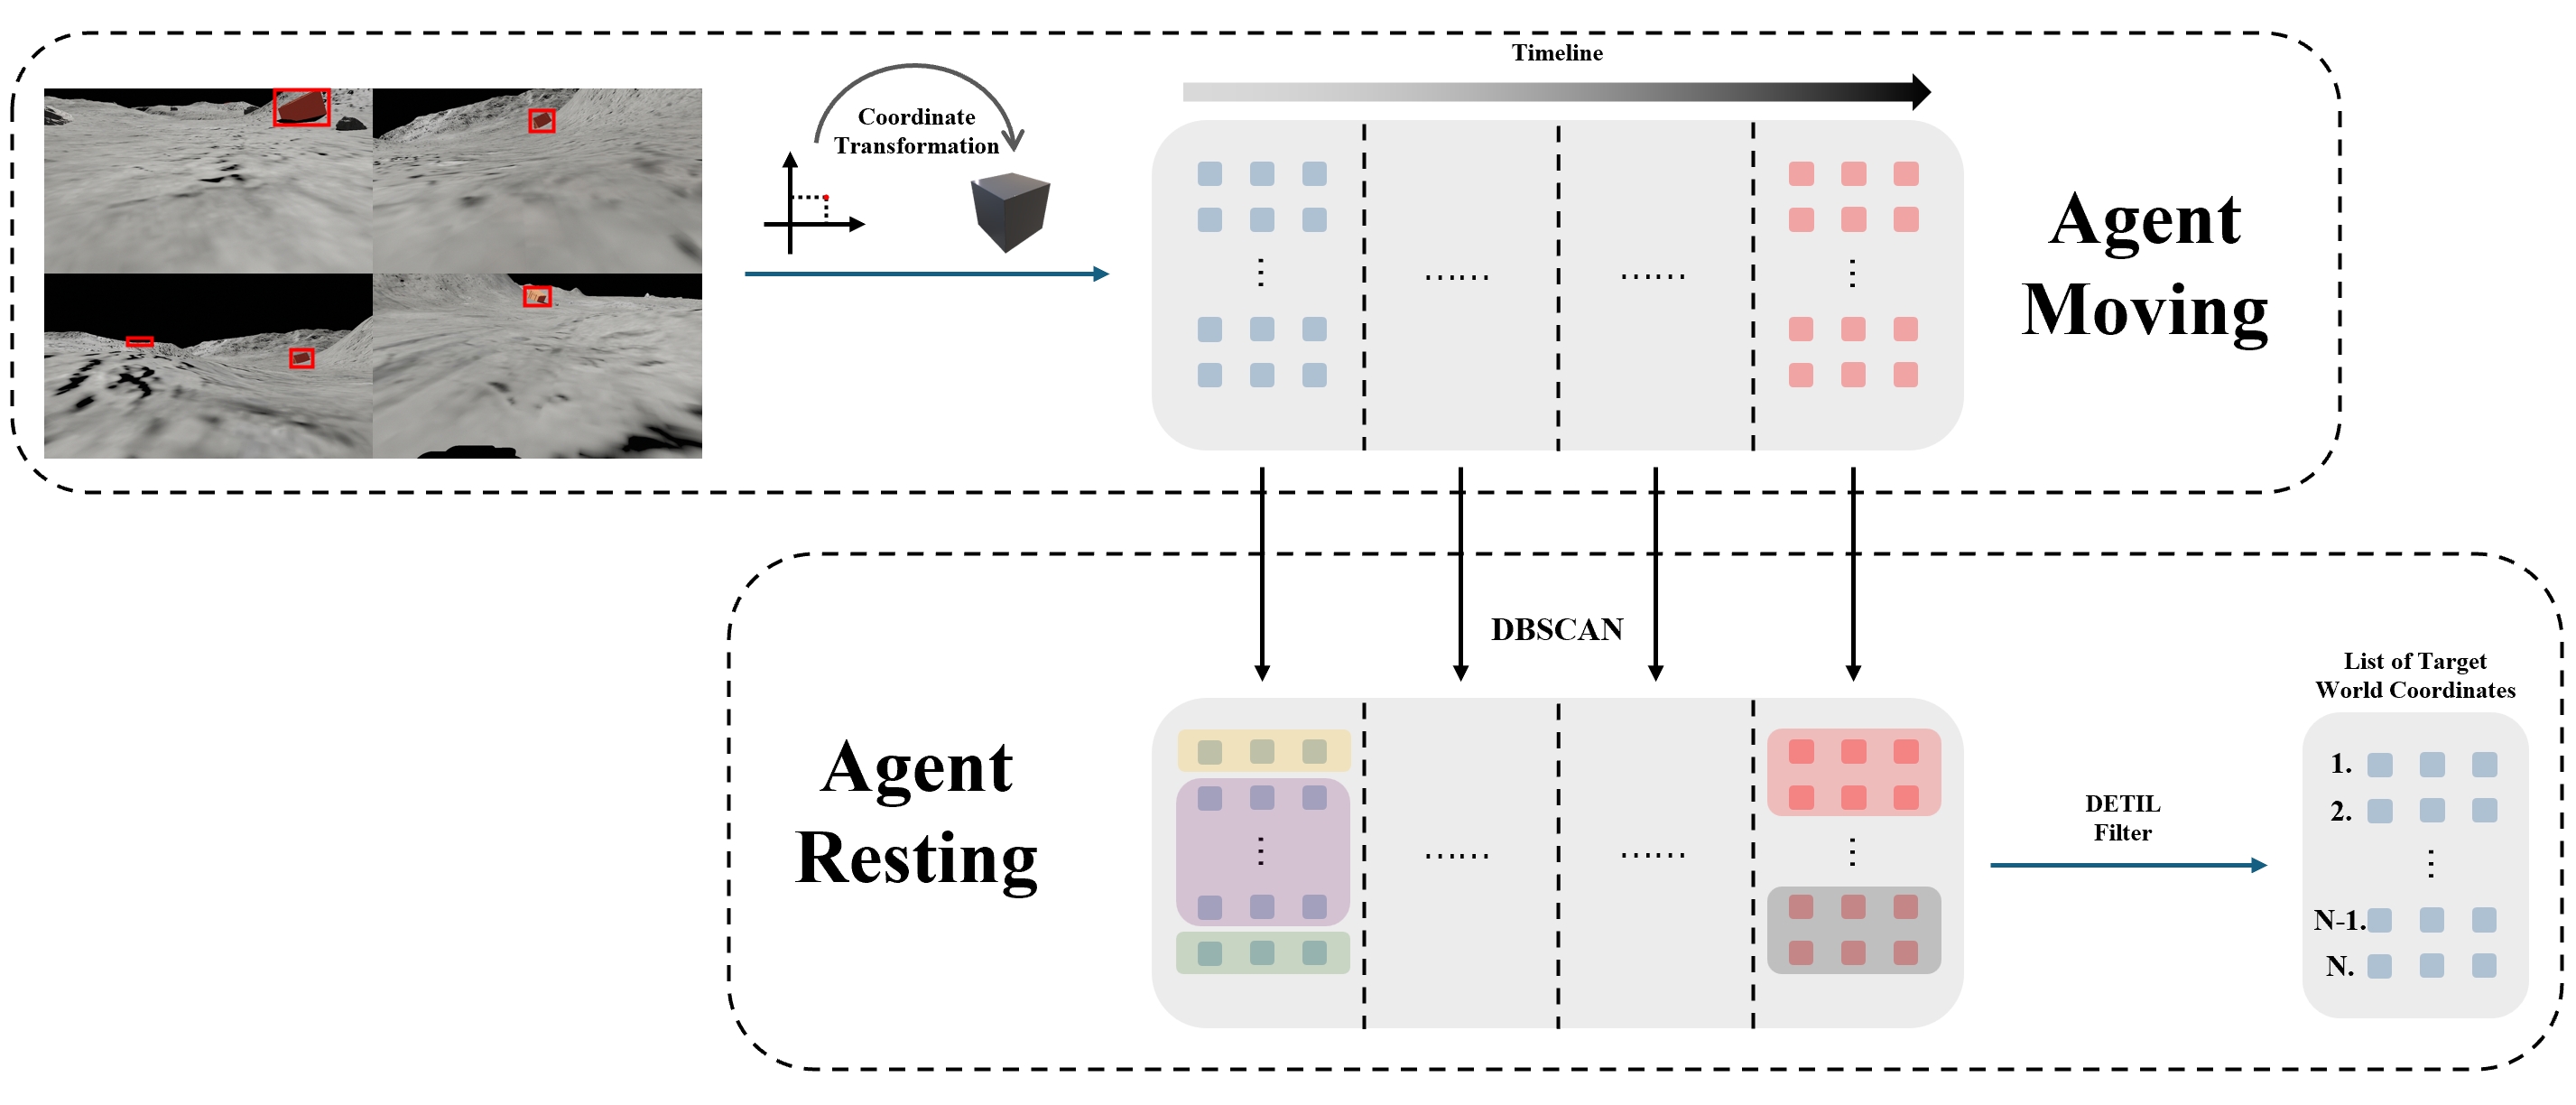 Timeline
Coordinate
Transformation
......
......
Agent
Moving
DBSCAN
Agent
Resting
......
......
DETIL
Filter
List of Target
World Coordinates
1.
2.
N-1.
N.